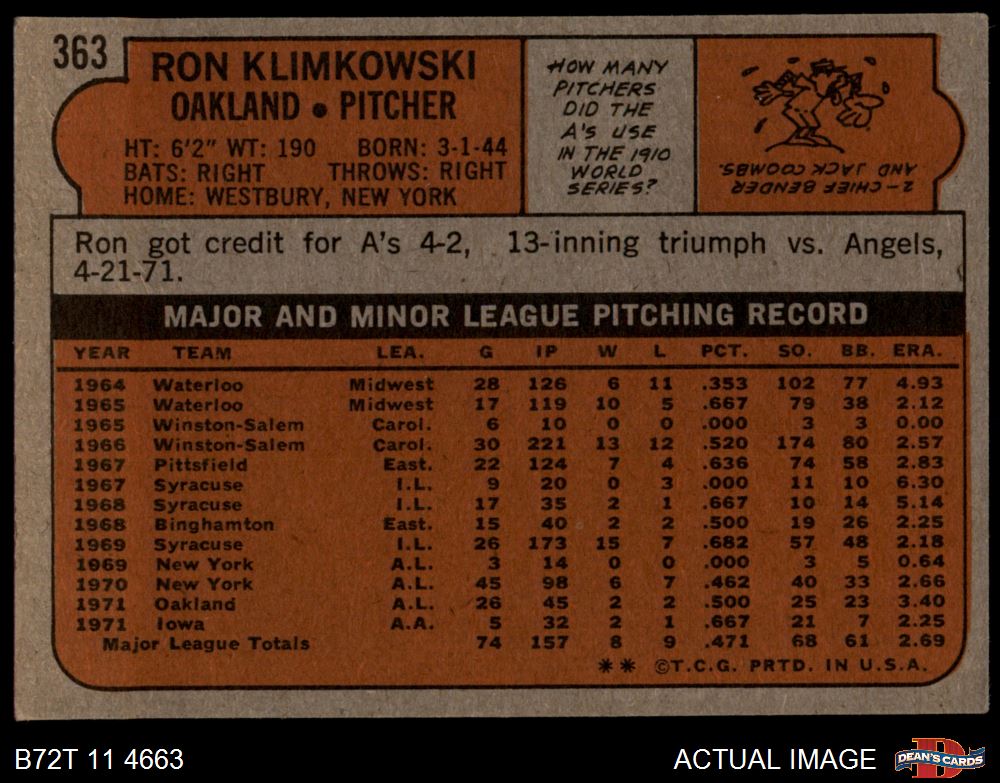 363
RON KLIMKOWSKI
OAKLAND • PITCHER
HT: 6'2" WT: 190 BORN: 3-1-44
BATS: RIGHT THROWS: RIGHT
HOME: WESTBURY, NEW YORK
HOW MANY
PITCHERS
DID THE
A'S USE
IN THE 1910
WORLD
SERIES?
2 – CHIEF BENDER
AND JACK COOMBS.
Ron got credit for A's 4-2, 13-inning triumph vs. Angels,
4-21-71.
MAJOR AND MINOR LEAGUE PITCHING RECORD
YEAR TEAM LEA. G IP W L PCT. SO. BB. ERA.
1964 Waterloo Midwest 28 126 6 11 .353 102 77 4.93
1965 Waterloo Midwest 17 119 10 5 .667 79 38 2.12
1965 Winston-Salem Carol. 6 10 0 0 .000 3 3 0.00
1966 Winston-Salem Carol. 30 221 13 12 .520 174 80 2.57
1967 Pittsfield East. 22 124 7 4 .636 74 58 2.83
1967 Syracuse I.L. 9 20 0 3 .000 11 10 6.30
1968 Syracuse I.L. 17 35 2 1 .667 10 14 5.14
1968 Binghamton East. 15 40 2 2 .500 19 26 2.25
1969 Syracuse I.L. 26 173 15 7 .682 57 48 2.18
1969 New York A.L. 3 14 0 0 .000 3 5 0.64
1970 New York A.L. 45 98 6 7 .462 40 33 2.66
1971 Oakland A.L. 26 45 2 2 .500 25 23 3.40
1971 Iowa A.A. 5 32 2 1 .667 21 7 2.25
Major League Totals 74 157 8 9 .471 68 61 2.69
** ©T.C.G. PRTD. IN U.S.A.
B72T 11 4663
ACTUAL IMAGE
DEAN'S CARDS